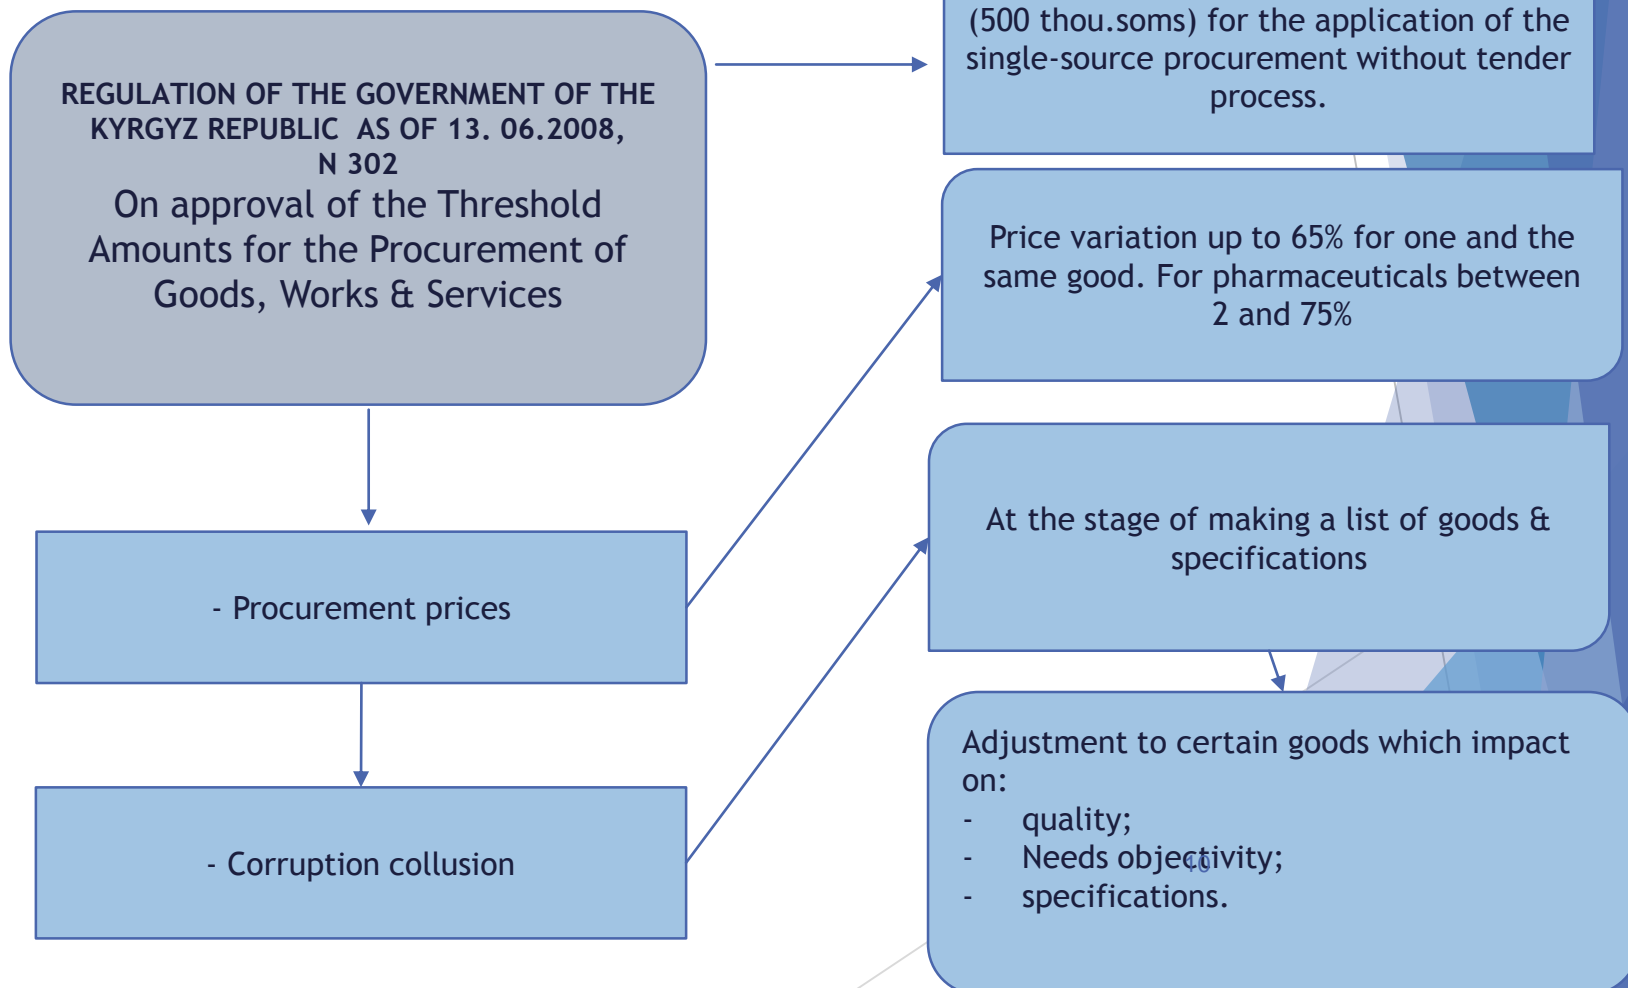 REGULATION OF THE GOVERNMENT OF THE
KYRGYZ REPUBLIC  AS OF 13. 06.2008,
N 302
On approval of the Threshold
Amounts for the Procurement of
Goods, Works & Services
(500 thou.soms) for the application of the
single-source procurement without tender
process.
Price variation up to 65% for one and the
same good. For pharmaceuticals between
2 and 75%
- Procurement prices
At the stage of making a list of goods &
specifications
- Corruption collusion
Adjustment to certain goods which impact
on:
- quality;
- Needs objectivity;
- specifications.
10